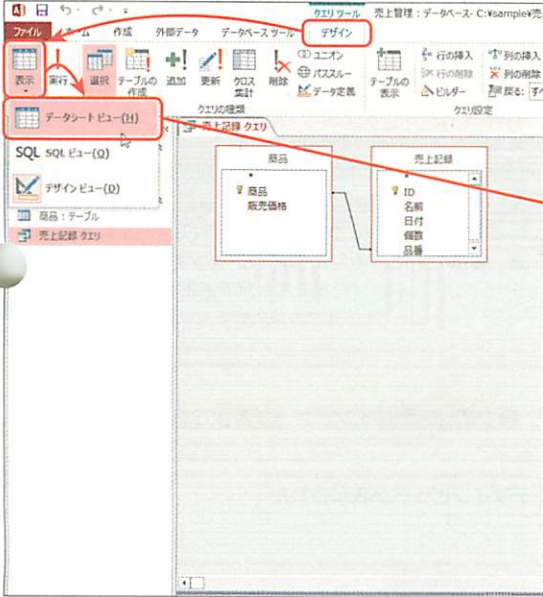 クエリ ツール
売上管理 : データベース- C:¥sample¥売
ファイル
ホーム
作成
外部データ
データベース ツール
デザイン
表示
実行
選択
テーブルの
作成
追加
更新
クロス
集計
削除
ユニオン
パススルー
データ定義
クエリの種類
テーブルの
表示
行の挿入
行の削除
ビルダー
列の挿入
列の削除
戻る: すべ
クエリ設定
データシート ビュー(H)
SQL SQL ビュー(Q)
デザイン ビュー(D)
商品 : テーブル
売上記録 クエリ
売上記録 クエリ
商品
*
商品
販売価格
売上記録
*
ID
名前
日付
個数
品番